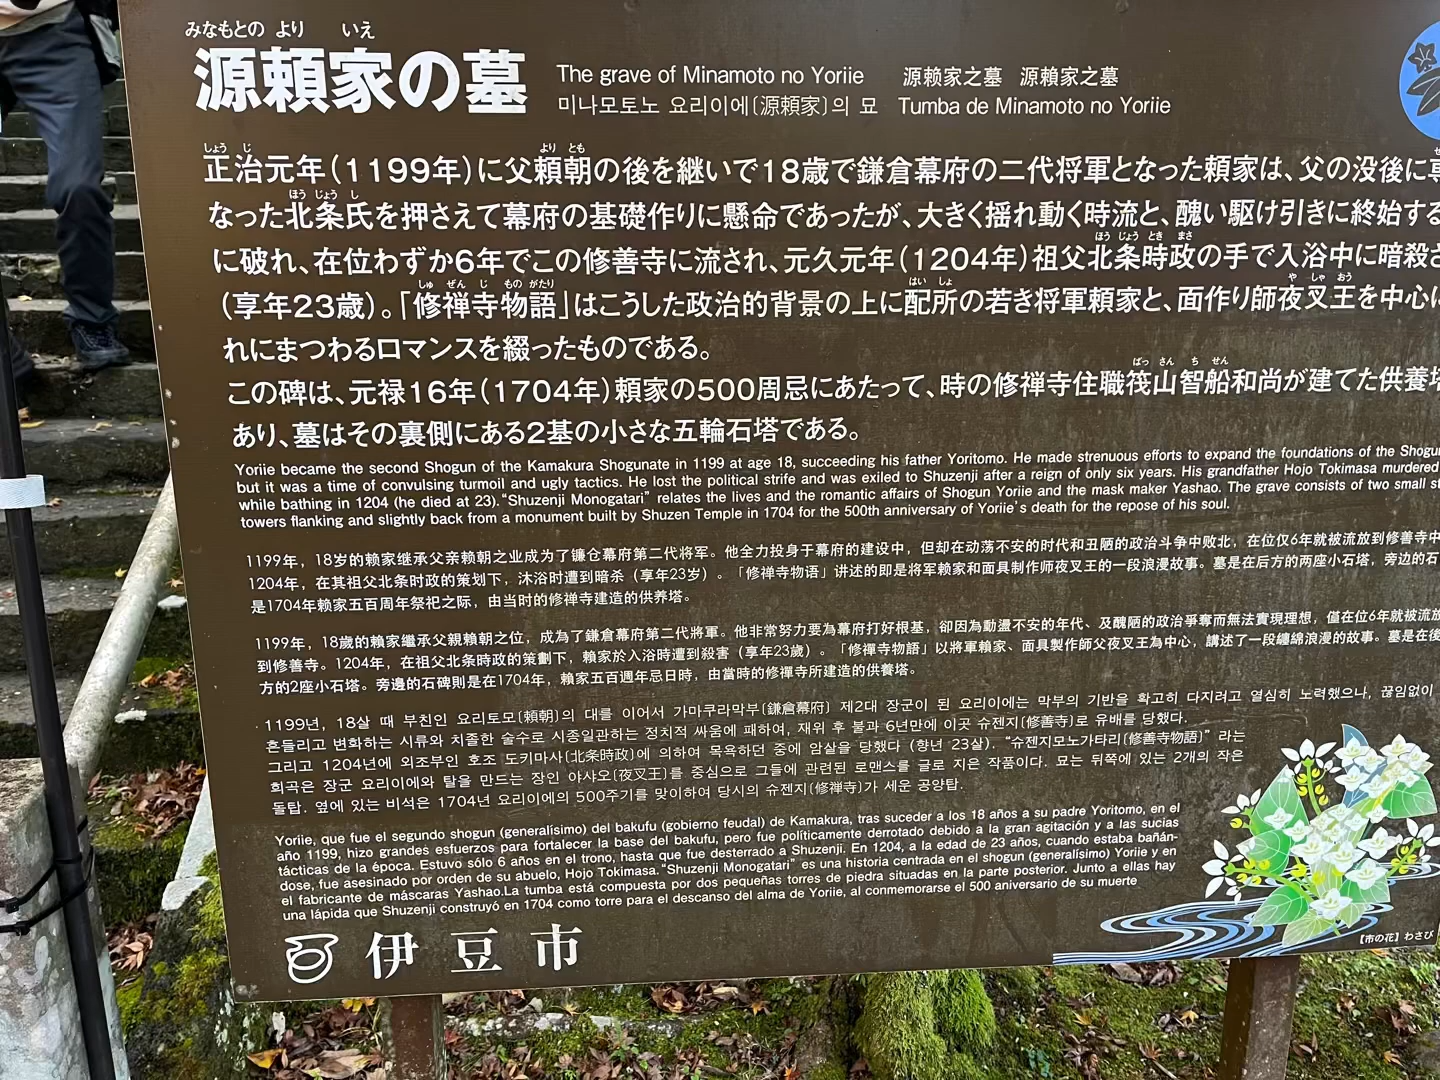 みなもとの より いえ
源頼家の墓
The grave of Minamoto no Yoriie 源赖家之墓 源賴家之墓
미나모토노 요리이에〔源頼家〕의 묘 Tumba de Minamoto no Yoriie
しょう じ より とも
正治元年(1199年)に父頼朝の後を継いで18歳で鎌倉幕府の二代将軍となった頼家は、父の没後に専
ほう じょう し
なった北条氏を押さえて幕府の基礎作りに懸命であったが、大きく揺れ動く時流と、醜い駆け引きに終始する
ほう じょう とき まさ
に破れ、在位わずか6年でこの修善寺に流され、元久元年(1204年)祖父北条時政の手で入浴中に暗殺さ
しゅ ぜん じ もの がたり はい しょ や しゃ おう
(享年23歳)。「修禅寺物語」はこうした政治的背景の上に配所の若き将軍頼家と、面作り師夜叉王を中心に
れにまつわるロマンスを綴ったものである。
ばっ さん ち せん
この碑は、元禄16年(1704年)頼家の500周忌にあたって、時の修禅寺住職筏山智船和尚が建てた供養塔
あり、墓はその裏側にある2基の小さな五輪石塔である。
Yoriie became the second Shogun of the Kamakura Shogunate in 1199 at age 18, succeeding his father Yoritomo. He made strenuous efforts to expand the foundations of the Shogun
but it was a time of convulsing turmoil and ugly tactics. He lost the political strife and was exiled to Shuzenji after a reign of only six years. His grandfather Hojo Tokimasa murdered
while bathing in 1204 (he died at 23)."Shuzenji Monogatari" relates the lives and the romantic affairs of Shogun Yoriie and the mask maker Yashao. The grave consists of two small st
towers flanking and slightly back from a monument built by Shuzen Temple in 1704 for the 500th anniversary of Yoriie's death for the repose of his soul.
1199年，18岁的赖家继承父亲赖朝之业成为了镰仓幕府第二代将军。他全力投身于幕府的建设中，但却在动荡不安的时代和丑陋的政治斗争中败北，在位仅6年就被流放到修善寺中
1204年，在其祖父北条时政的策划下，沐浴时遭到暗杀（享年23岁）。「修禅寺物语」讲述的即是将军赖家和面具制作师夜叉王的一段浪漫故事。墓是在后方的两座小石塔，旁边的石
是1704年赖家五百周年祭祀之际，由当时的修禅寺建造的供养塔。
1199年，18歲的賴家繼承父親賴朝之位，成為了鎌倉幕府第二代將軍。他非常努力要為幕府打好根基，卻因為動盪不安的年代、及醜陋的政治爭奪而無法實現理想，僅在位6年就被流放
到修善寺。1204年，在祖父北条時政的策劃下，賴家於入浴時遭到殺害（享年23歲）。「修禪寺物語」以將軍賴家、面具製作師父夜叉王為中心，講述了一段纏綿浪漫的故事。墓是在後
方的2座小石塔。旁邊的石碑則是在1704年，賴家五百週年忌日時，由當時的修禪寺所建造的供養塔。
1199년, 18살 때 부친인 요리토모〔頼朝〕의 대를 이어서 가마쿠라막부〔鎌倉幕府〕 제2대 장군이 된 요리이에는 막부의 기반을 확고히 다지려고 열심히 노력했으나, 끊임없이
흔들리고 변화하는 시류와 치졸한 술수로 시종일관하는 정치적 싸움에 패하여, 재위 후 불과 6년만에 이곳 슈젠지〔修善寺〕로 유배를 당했다.
그리고 1204년에 외조부인 호조 도키마사〔北条時政〕에 의하여 목욕하던 중에 암살을 당했다 (향년 23살). "슈젠지모노가타리〔修善寺物語〕" 라는
희곡은 장군 요리이에와 탈을 만드는 장인 야샤오〔夜叉王〕를 중심으로 그들에 관련된 로맨스를 글로 지은 작품이다. 묘는 뒤쪽에 있는 2개의 작은
돌탑. 옆에 있는 비석은 1704년 요리이에의 500주기를 맞이하여 당시의 슈젠지〔修禅寺〕가 세운 공양탑.
Yoriie, que fue el segundo shogun (generalísimo) del bakufu (gobierno feudal) de Kamakura, tras suceder a los 18 años a su padre Yoritomo, en el
año 1199, hizo grandes esfuerzos para fortalecer la base del bakufu, pero fue políticamente derrotado debido a la gran agitación y a las sucias
tácticas de la época. Estuvo sólo 6 años en el trono, hasta que fue desterrado a Shuzenji. En 1204, a la edad de 23 años, cuando estaba bañán-
dose, fue asesinado por orden de su abuelo, Hojo Tokimasa."Shuzenji Monogatari" es una historia centrada en el shogun (generalísimo) Yoriie y en
el fabricante de máscaras Yashao.La tumba está compuesta por dos pequeñas torres de piedra situadas en la parte posterior. Junto a ellas hay
una lápida que Shuzenji construyó en 1704 como torre para el descanso del alma de Yoriie, al conmemorarse el 500 aniversario de su muerte
伊豆市
【市の花】わさび